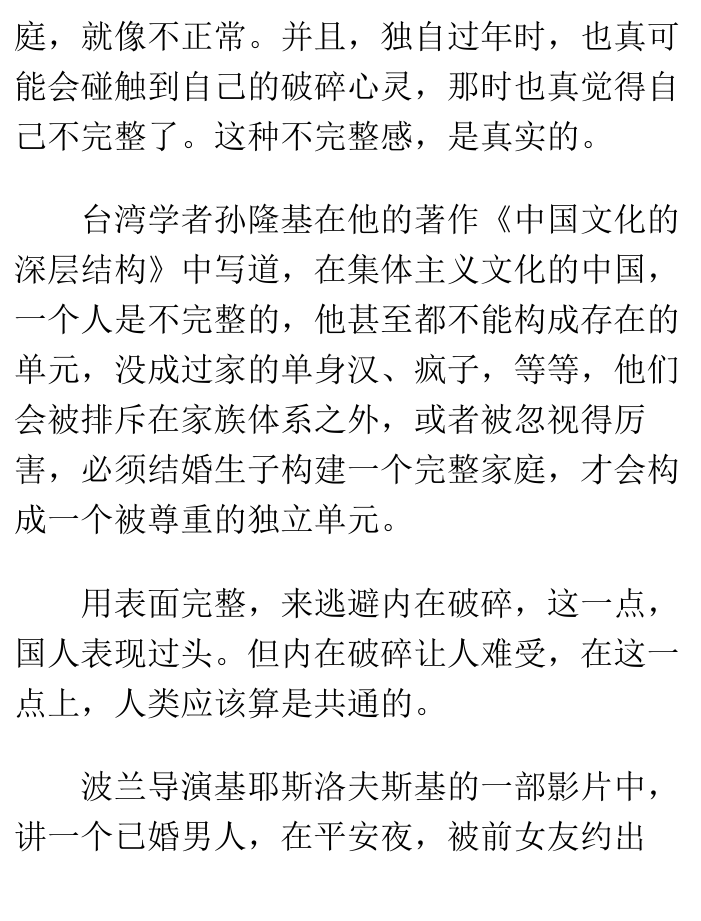 庭，就像不正常。并且，独自过年时，也真可
能会碰触到自己的破碎心灵，那时也真觉得自
己不完整了。这种不完整感，是真实的。
台湾学者孙隆基在他的著作《中国文化的
深层结构》中写道，在集体主义文化的中国，
一个人是不完整的，他甚至都不能构成存在的
单元，没成过家的单身汉、疯子，等等，他们
会被排斥在家族体系之外，或者被忽视得厉
害，必须结婚生子构建一个完整家庭，才会构
成一个被尊重的独立单元。
用表面完整，来逃避内在破碎，这一点，
国人表现过头。但内在破碎让人难受，在这一
点上，人类应该算是共通的。
波兰导演基耶斯洛夫斯基的一部影片中，
讲一个已婚男人，在平安夜，被前女友约出